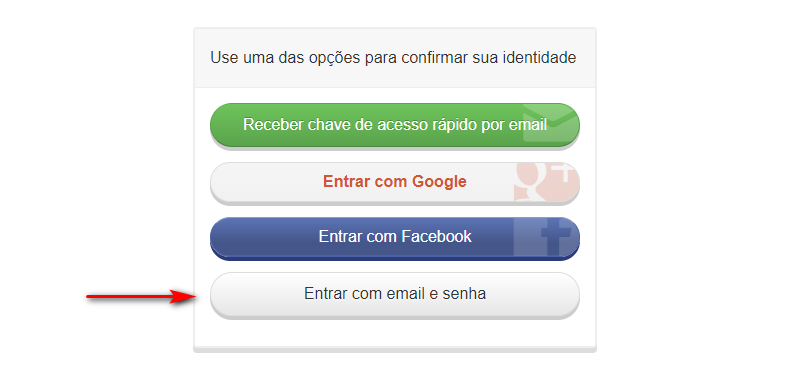 Use uma das opções para confirmar sua identidade
Receber chave de acesso rápido por email
Entrar com Google
Entrar com Facebook
Entrar com email e senha